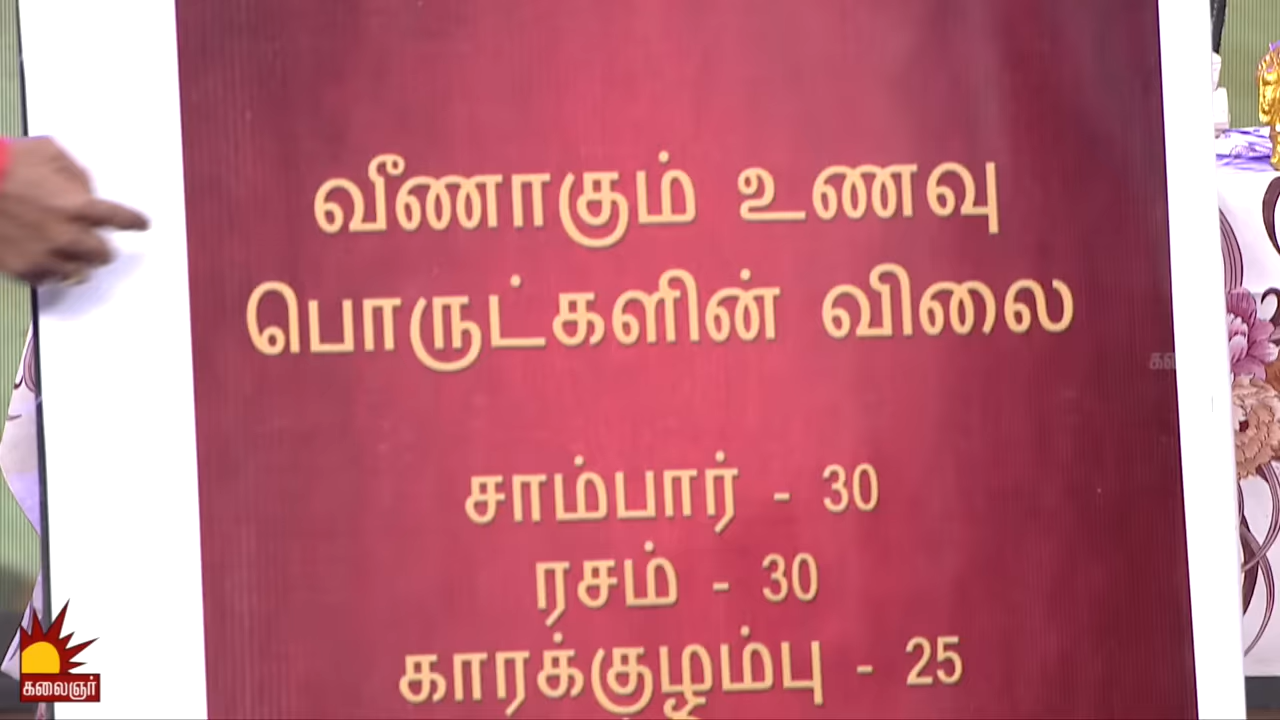 வீணாகும் உணவு
பொருட்களின் விலை
சாம்பார் - 30
ரசம் - 30
காரக்குழம்பு - 25
கலைஞர்